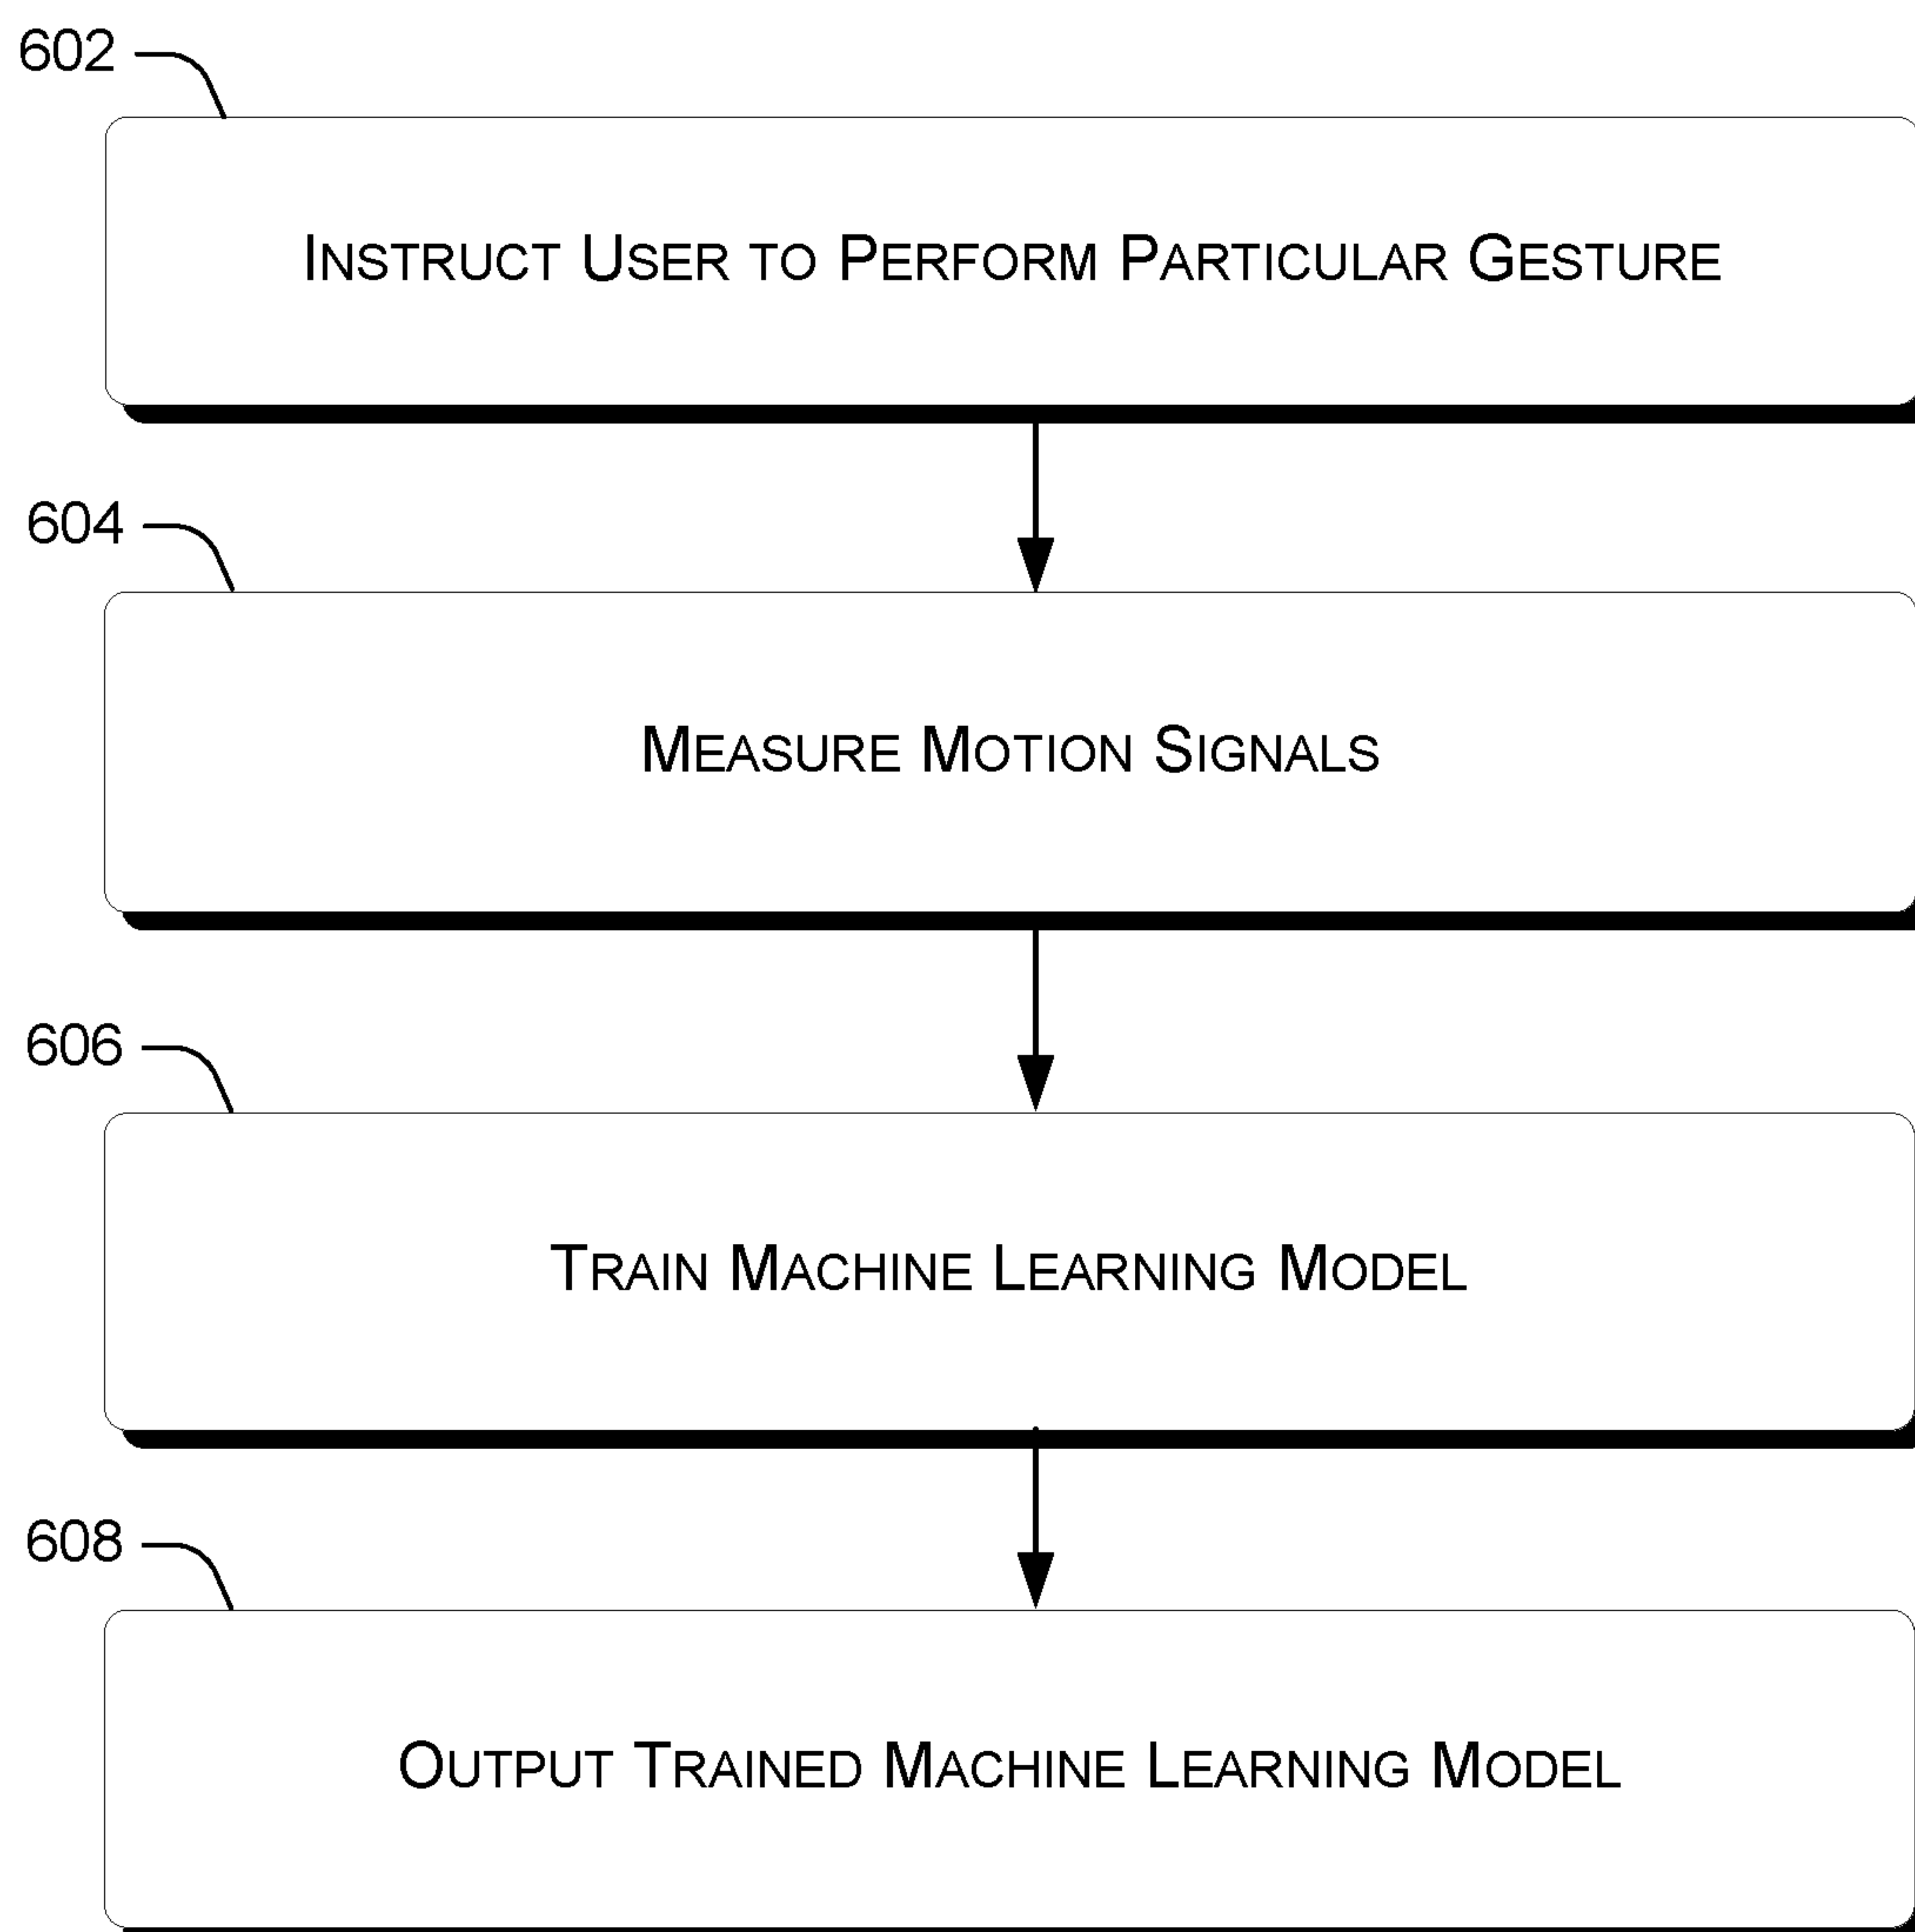 602
INSTRUCT USER TO PERFORM PARTICULAR GESTURE
604
MEASURE MOTION SIGNALS
606
TRAIN MACHINE LEARNING MODEL
608
OUTPUT TRAINED MACHINE LEARNING MODEL